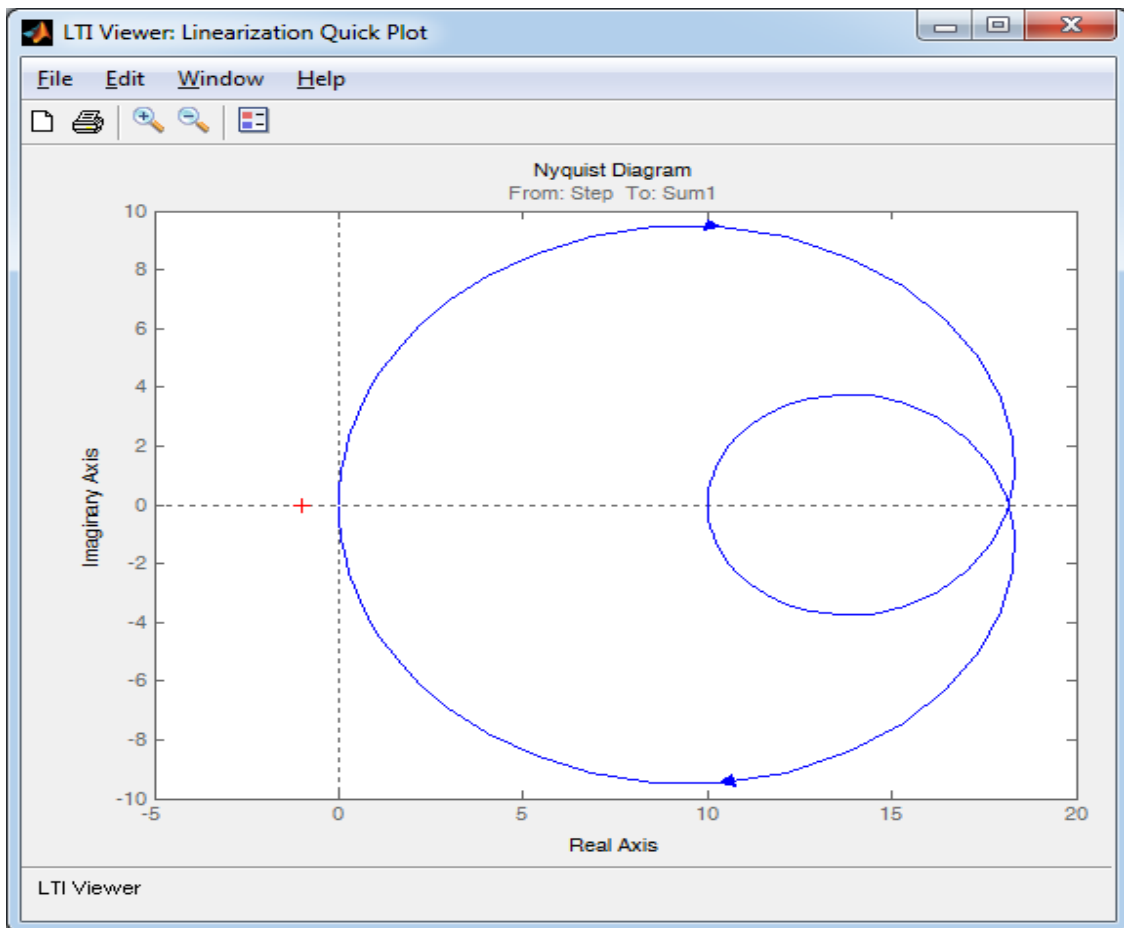 LTI Viewer: Linearization Quick Plot
File Edit Window Help
Nyquist Diagram
From: Step To: Sum1
10
8
6
4
2
0
-2
-4
-6
-8
-10
Imaginary Axis
-5 0 5 10 15 20
Real Axis
LTI Viewer